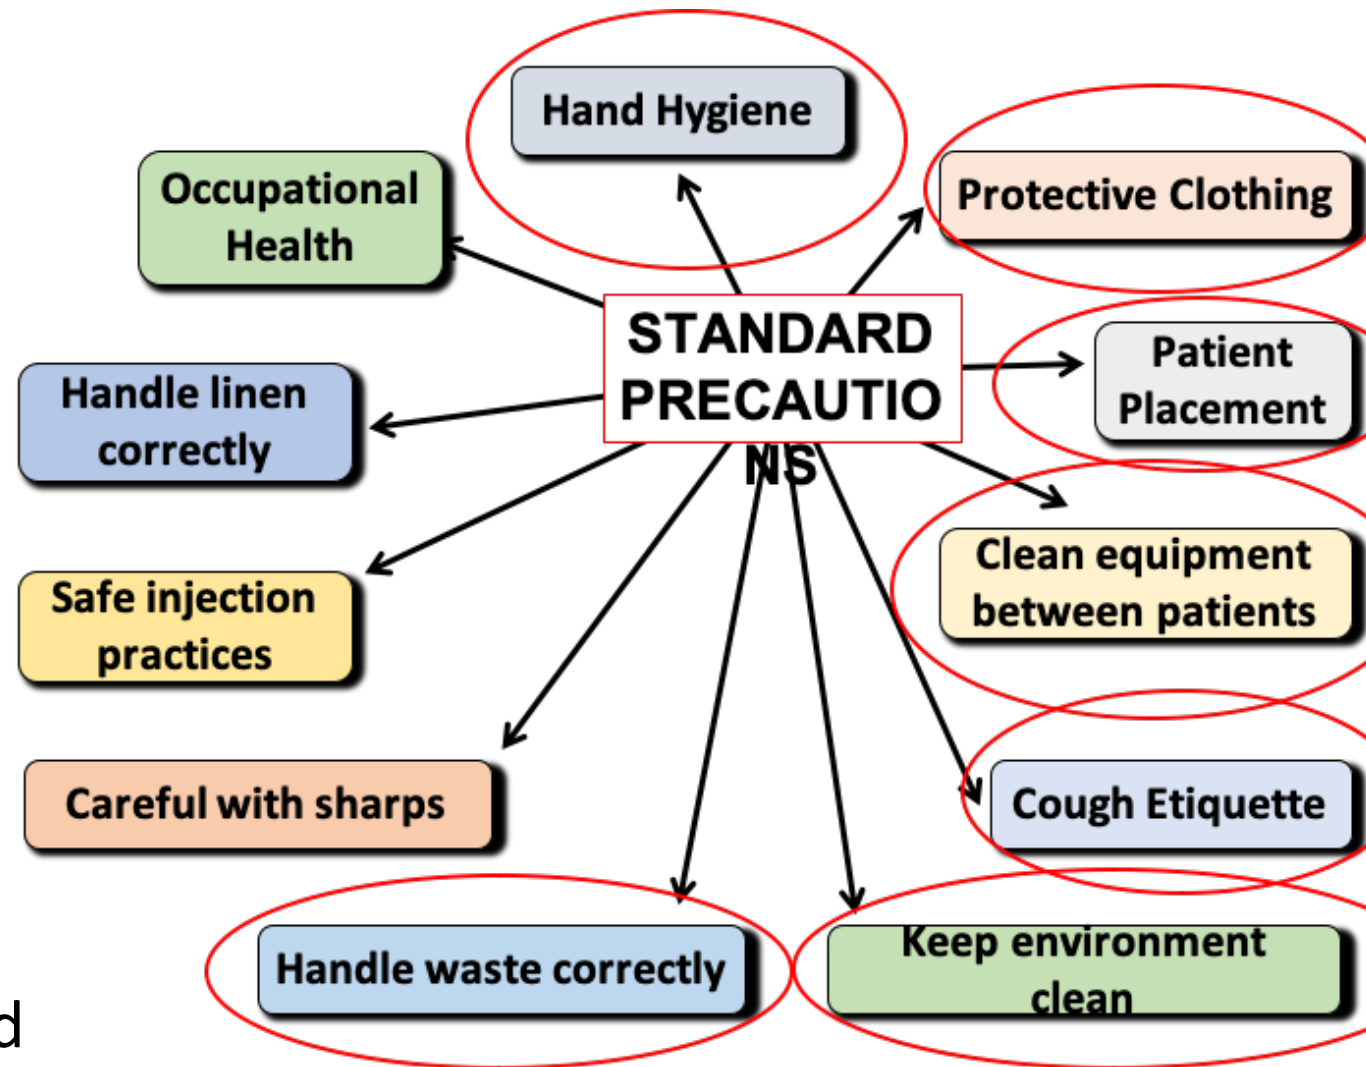 Hand Hygiene
Protective Clothing
Occupational
Health
STANDARD
PRECAUTIO
NS
Patient
Placement
Handle linen
correctly
Clean equipment
between patients
Safe injection
practices
Careful with sharps
Cough Etiquette
Handle waste correctly
Keep environment
clean
d